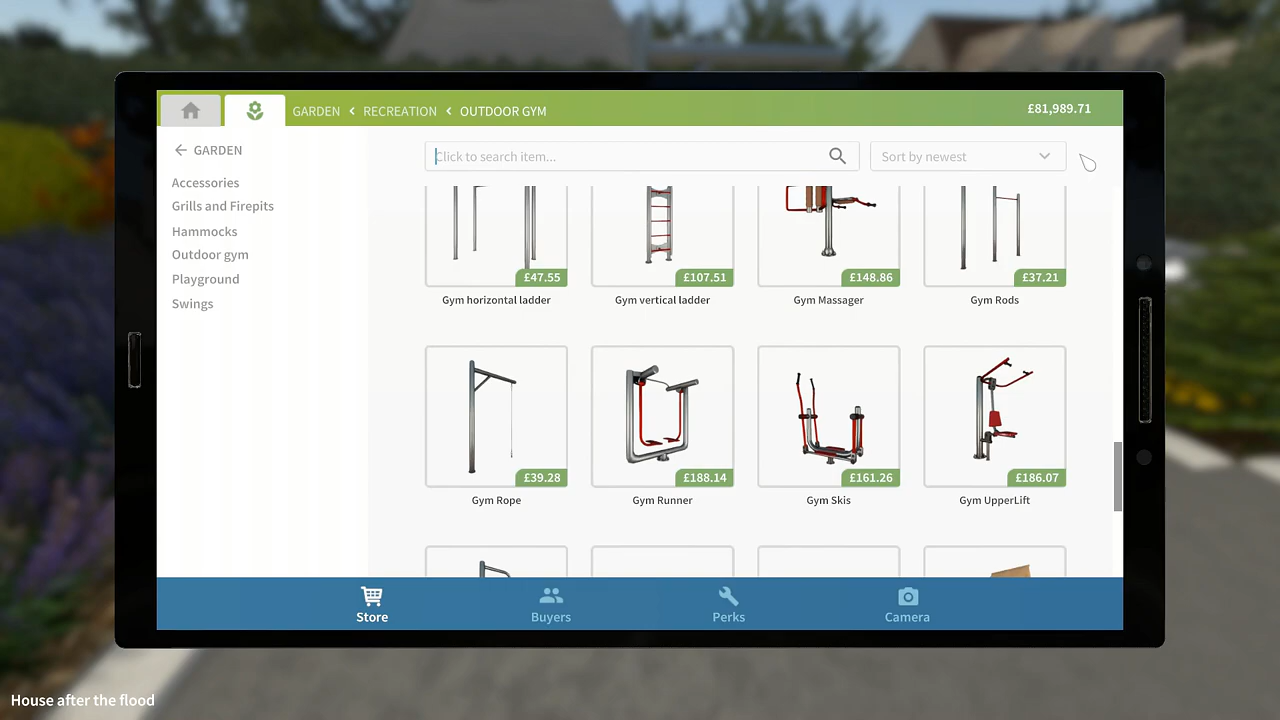 GARDEN < RECREATION < OUTDOOR GYM
£81,989.71
GARDEN
Accessories
Grills and Firepits
Hammocks
Outdoor gym
Playground
Swings
Click to search item...
Sort by newest
£47.55
£107.51
£148.86
£37.21
Gym horizontal ladder
Gym vertical ladder
Gym Massager
Gym Rods
£39.28
£188.14
£161.26
£186.07
Gym Rope
Gym Runner
Gym Skis
Gym UpperLift
Store
Buyers
Perks
Camera
House after the flood